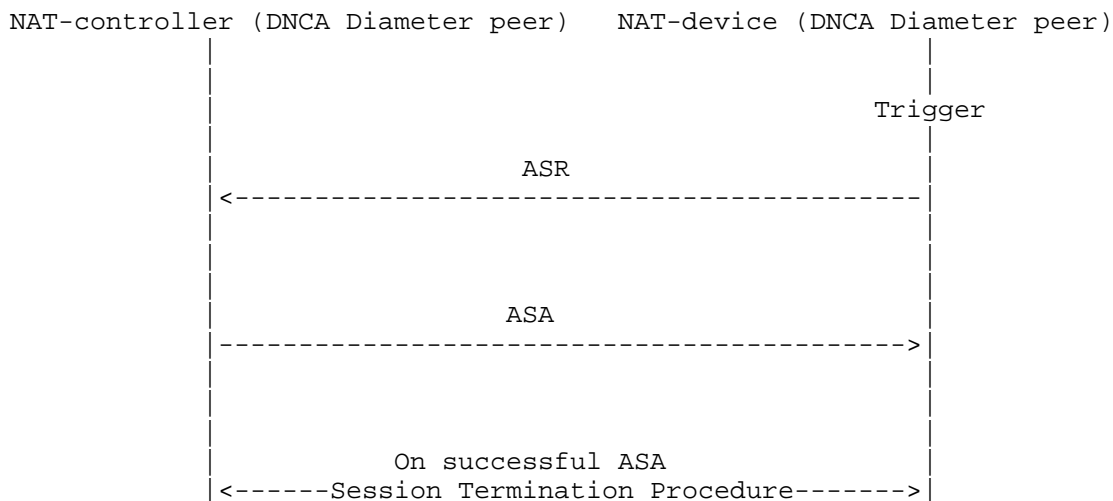 NAT-controller (DNCA Diameter peer) NAT-device (DNCA Diameter peer)
Trigger
ASR
ASA
On successful ASA
Session Termination Procedure